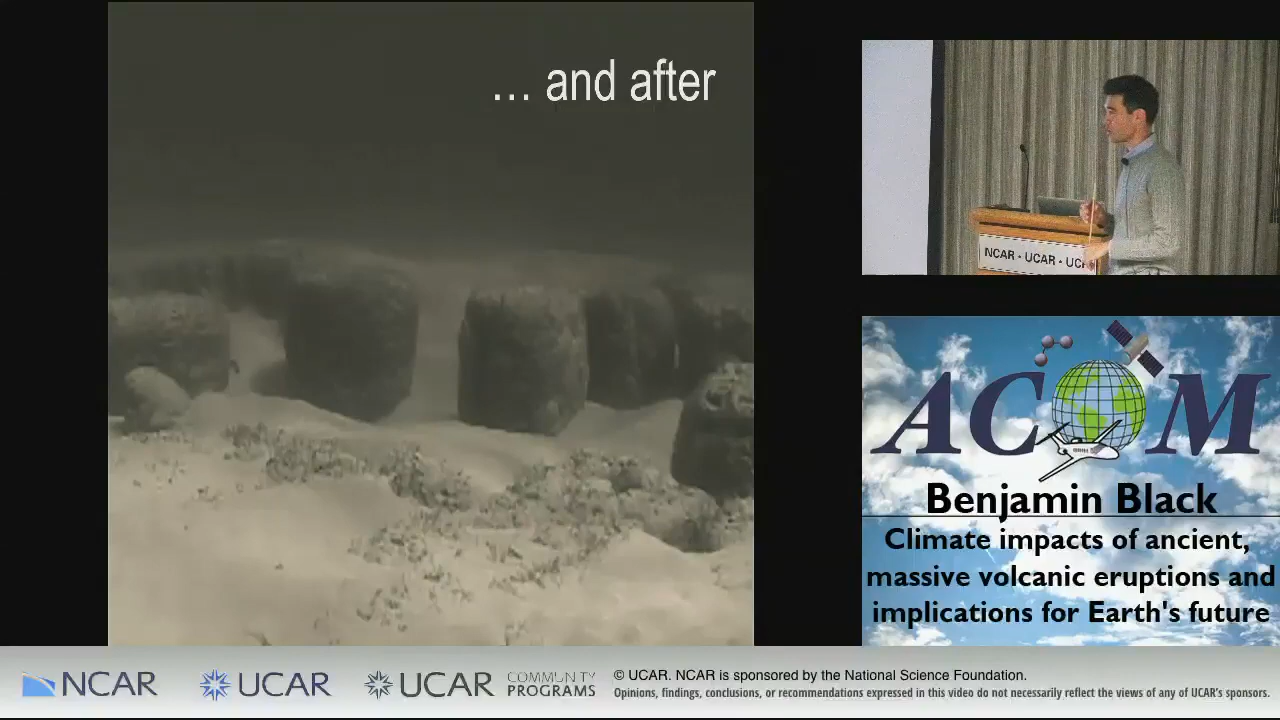 ... and after
NCAR · UCAR · UC
ACOM
Benjamin Black
Climate impacts of ancient,
massive volcanic eruptions and
implications for Earth's future
NCAR
UCAR
UCAR
COMMUNITY
PROGRAMS
© UCAR. NCAR is sponsored by the National Science Foundation.
Opinions, findings, conclusions, or recommendations expressed in this video do not necessarily reflect the views of any of UCAR's sponsors.